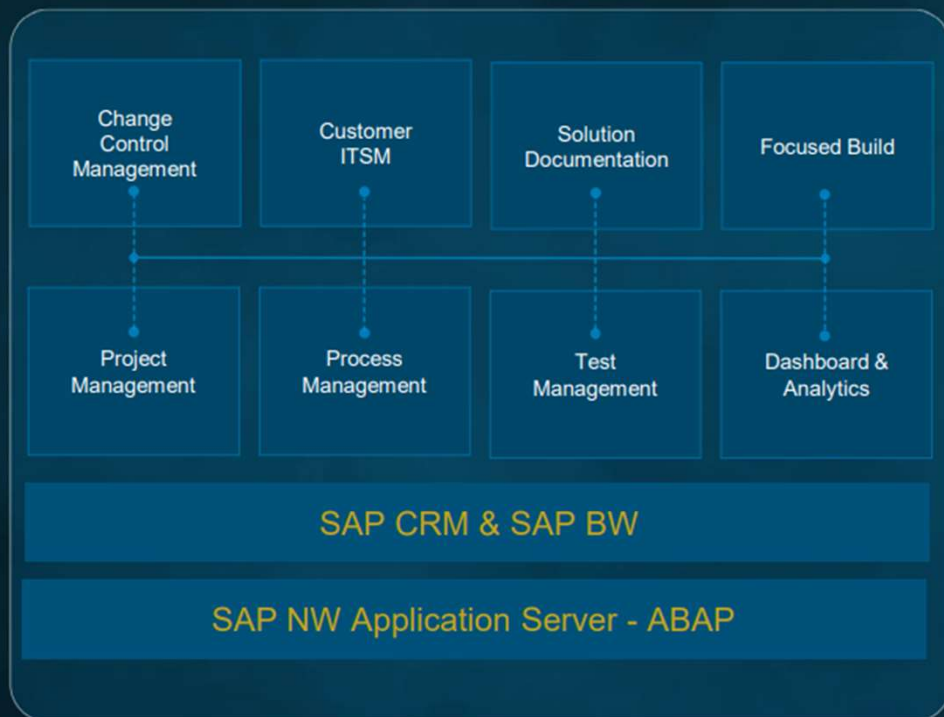 Change
Control
Management
Customer
ITSM
Solution
Documentation
Focused Build
Project
Management
Process
Management
Test
Management
Dashboard &
Analytics
SAP CRM & SAP BW
SAP NW Application Server - ABAP